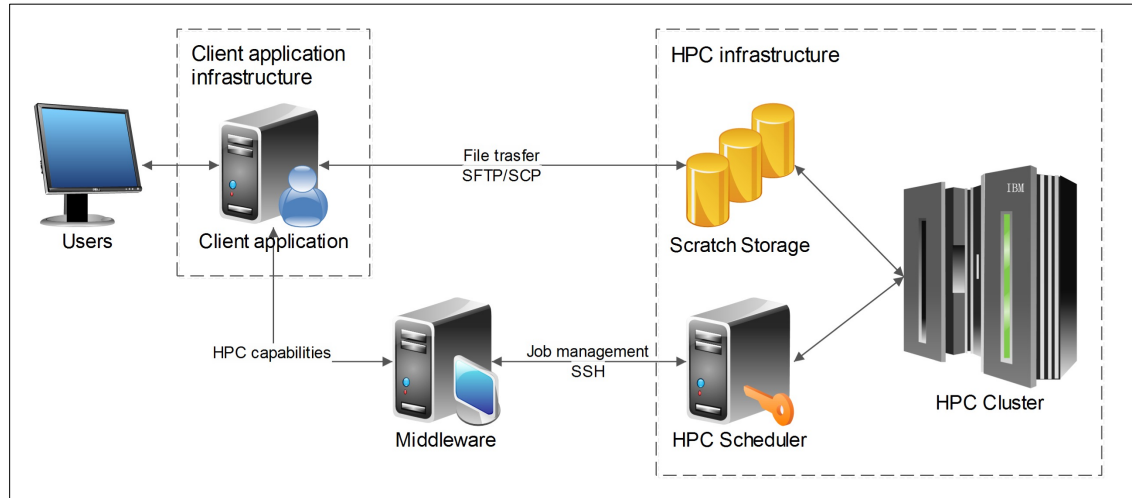 Client application
infrastructure
HPC infrastructure
IBM
File trasfer
SFTP/SCP
Users
Client application
Scratch Storage
HPC capabilities
Job management
SSH
HPC Cluster
Middleware
HPC Scheduler